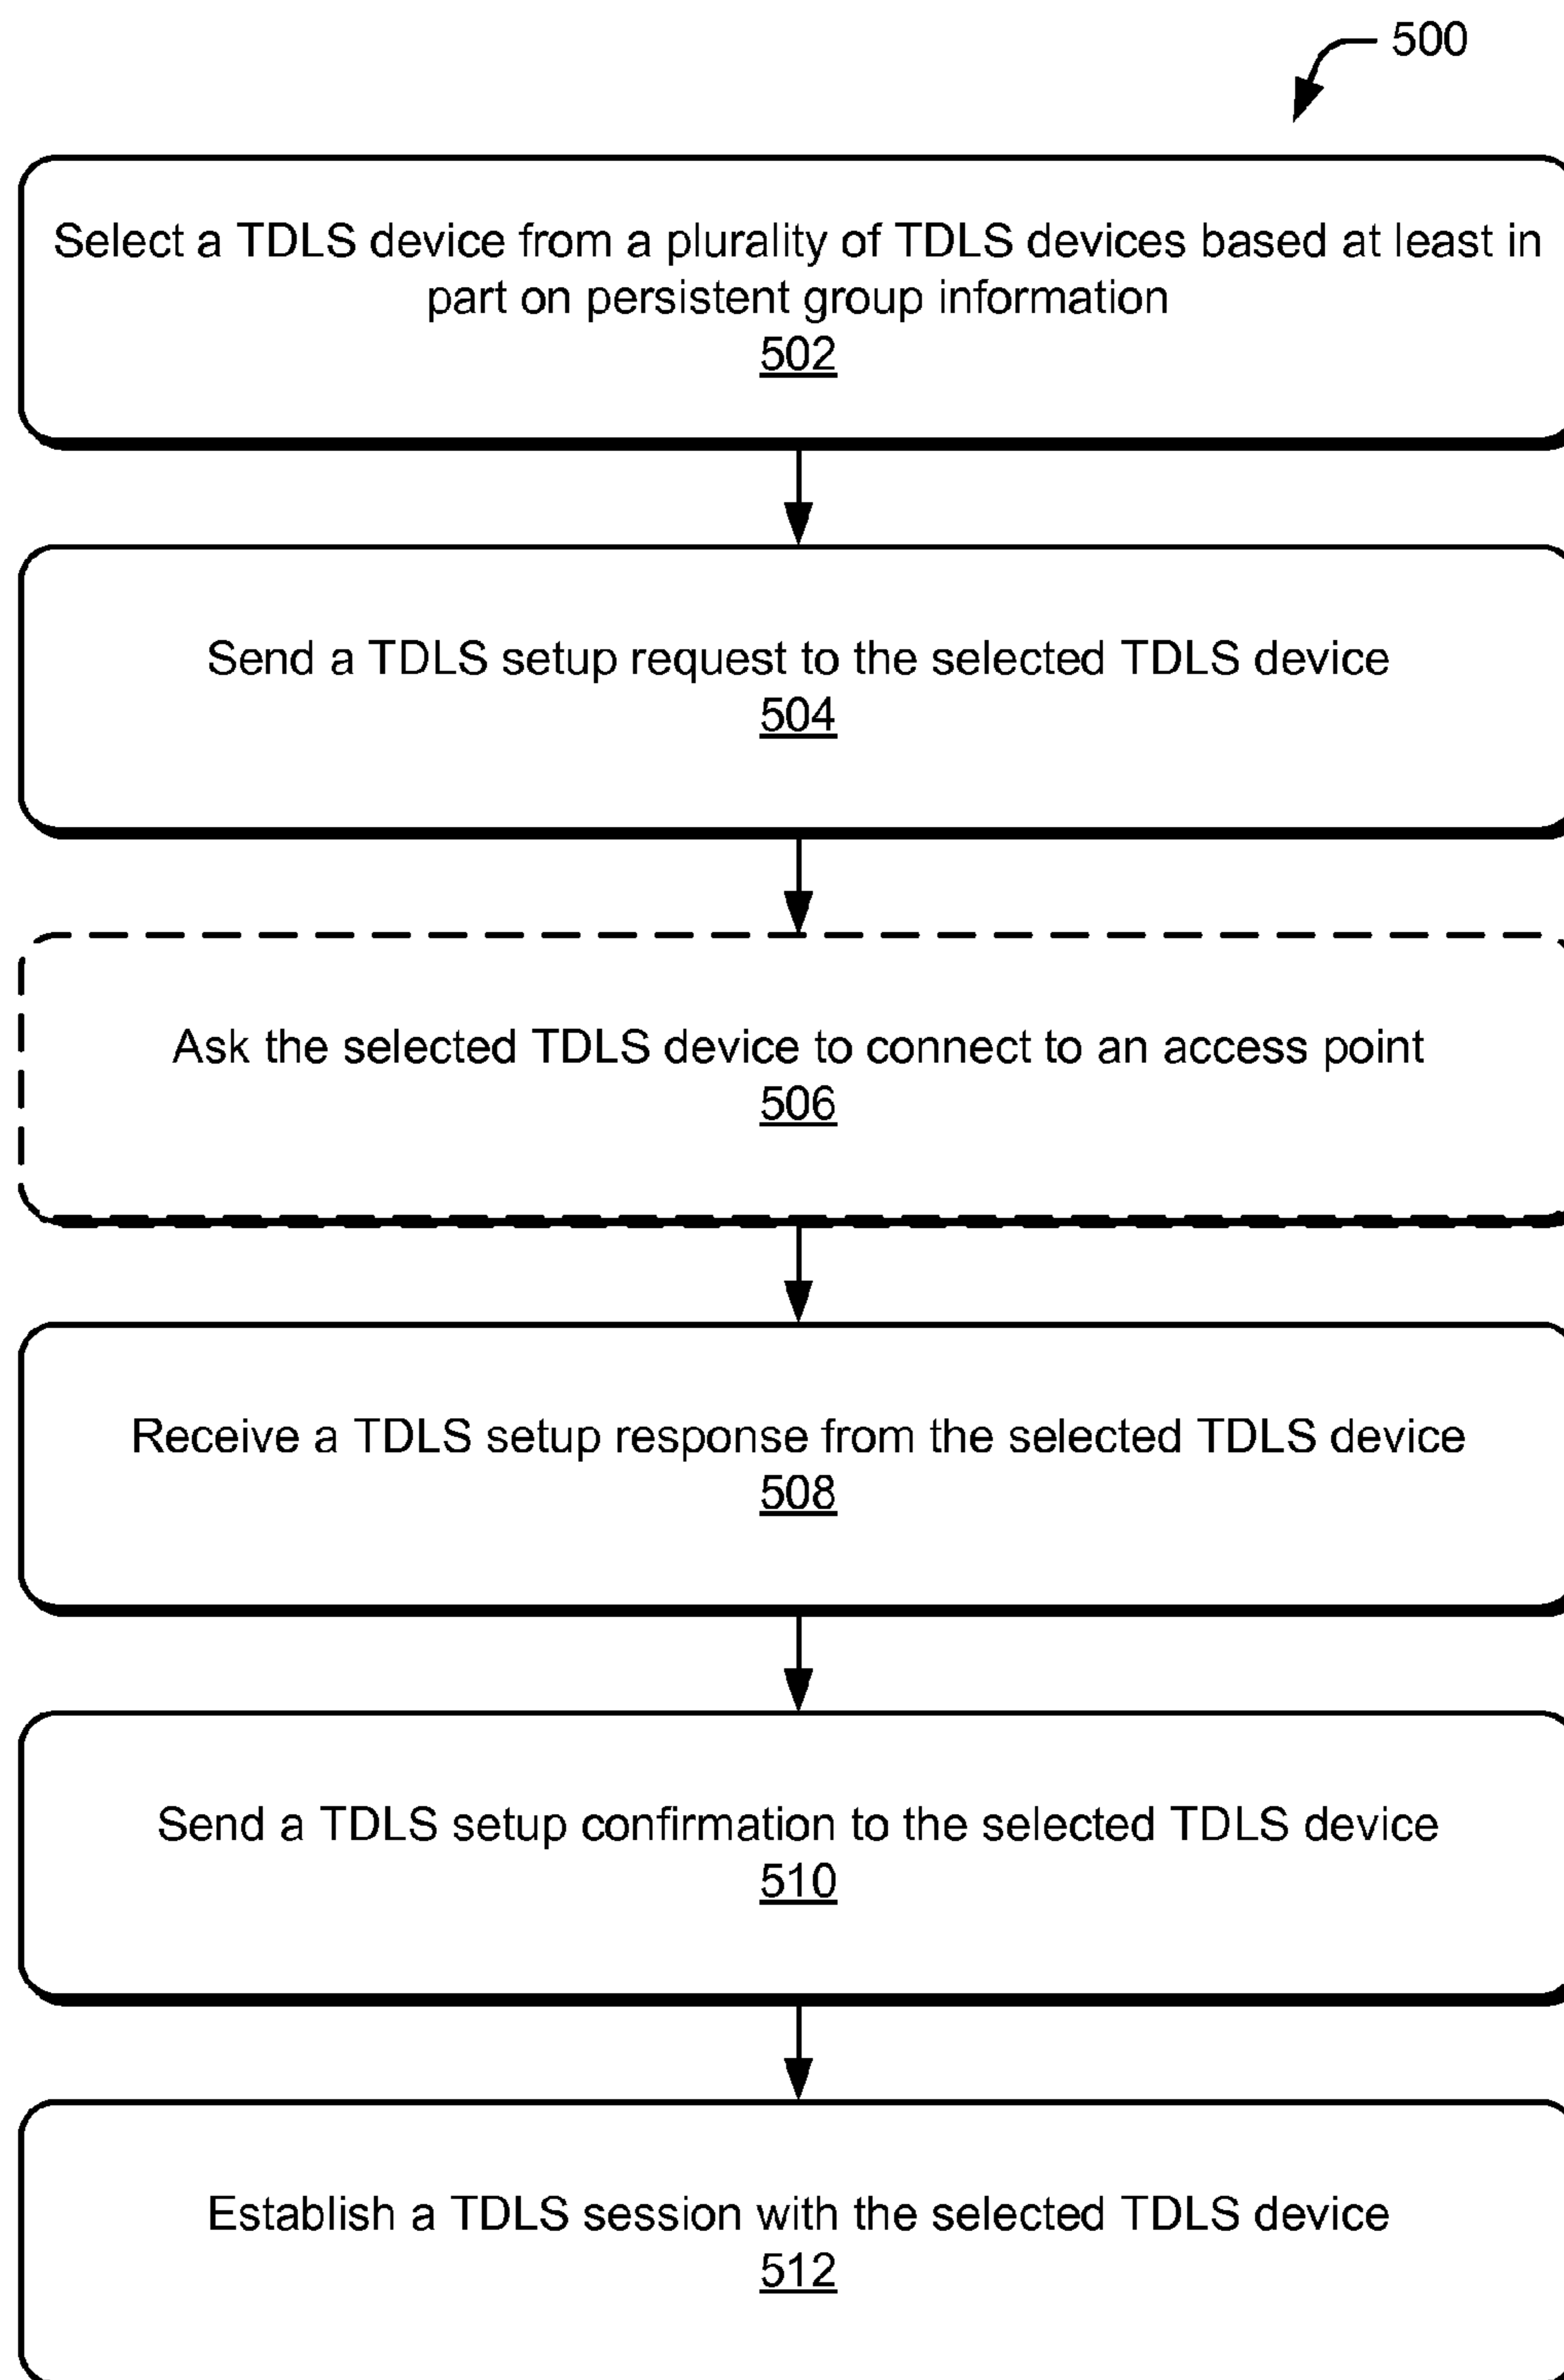 500
Select a TDLS device from a plurality of TDLS devices based at least in
part on persistent group information
502
Send a TDLS setup request to the selected TDLS device
504
Ask the selected TDLS device to connect to an access point
506
Receive a TDLS setup response from the selected TDLS device
508
Send a TDLS setup confirmation to the selected TDLS device
510
Establish a TDLS session with the selected TDLS device
512